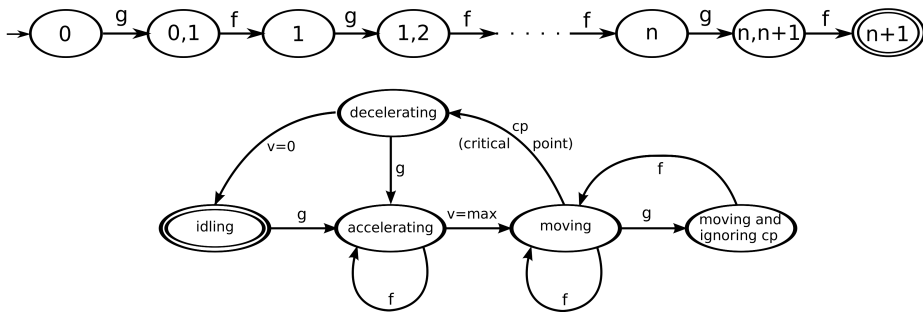 g f g f f g f
0 0,1 1 1,2 ..... n n,n+1 n+1
decelerating
cp
(critical point)
v=0
g
f
idling g accelerating v=max moving g moving and
ignoring cp
f f